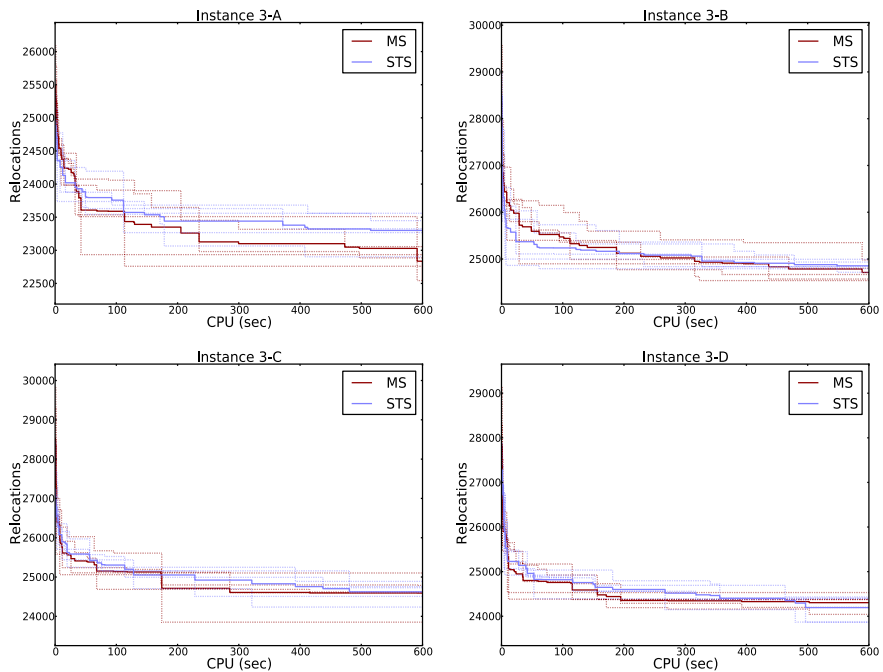 Instance 3-A
26000
25500
25000
24500
24000
23500
23000
22500
Relocations
MS
STS
0 100 200 300 400 500 600
CPU (sec)
Instance 3-B
30000
29000
28000
27000
26000
25000
Relocations
MS
STS
0 100 200 300 400 500 600
CPU (sec)
Instance 3-C
30000
29000
28000
27000
26000
25000
24000
Relocations
MS
STS
0 100 200 300 400 500 600
CPU (sec)
Instance 3-D
29000
28000
27000
26000
25000
24000
Relocations
MS
STS
0 100 200 300 400 500 600
CPU (sec)